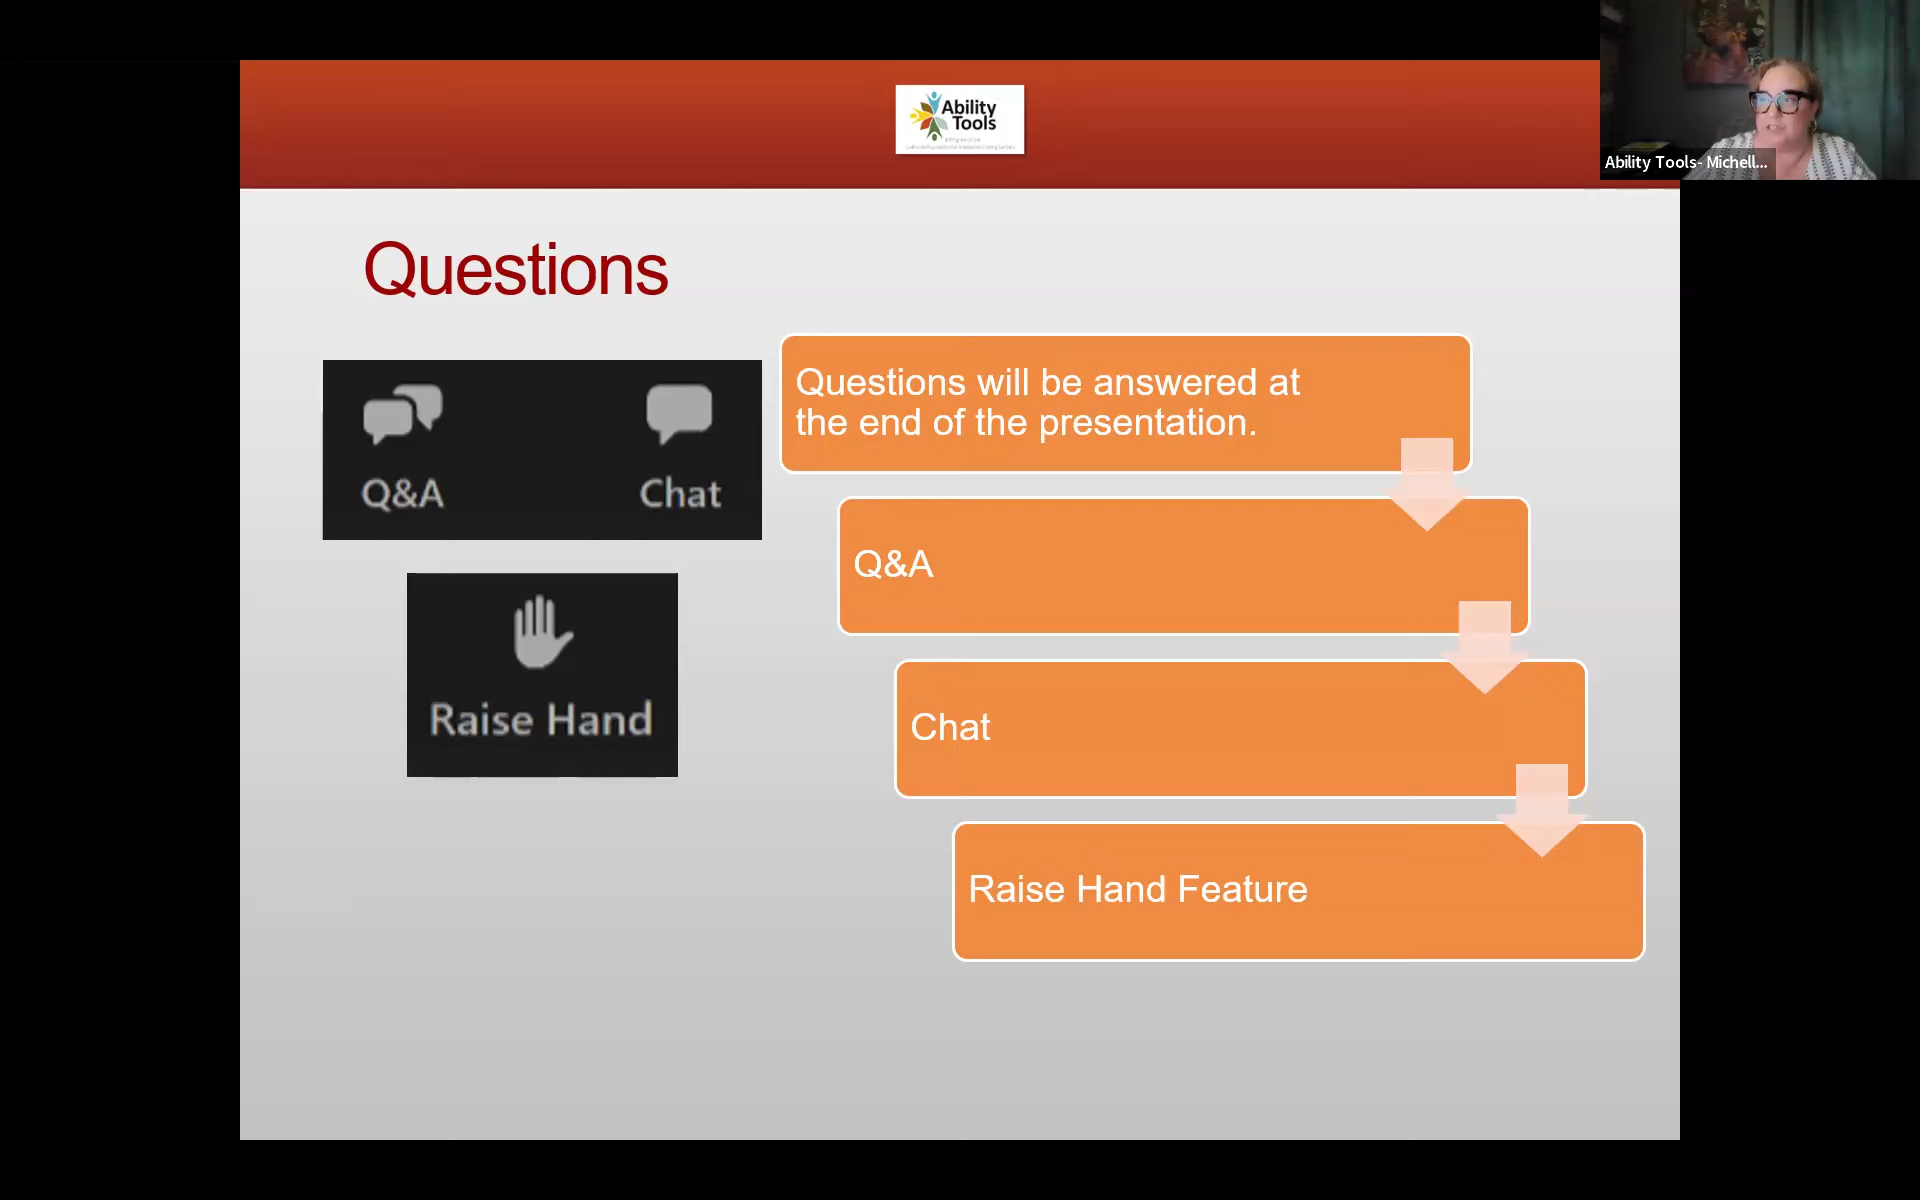 Ability
Tools
Ability Tools- Michell...
Questions
Q&A
Chat
Raise Hand
Questions will be answered at
the end of the presentation.
Q&A
Chat
Raise Hand Feature